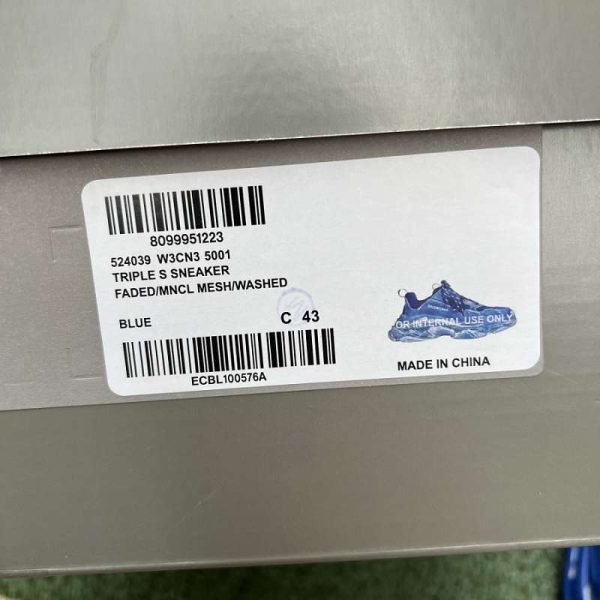 8099951223
524039 W3CN3 5001
TRIPLE S SNEAKER
FADED/MNCL MESH/WASHED
BLUE C 43
OR INTERNAL USE ONLY
ECBL100576A
MADE IN CHINA